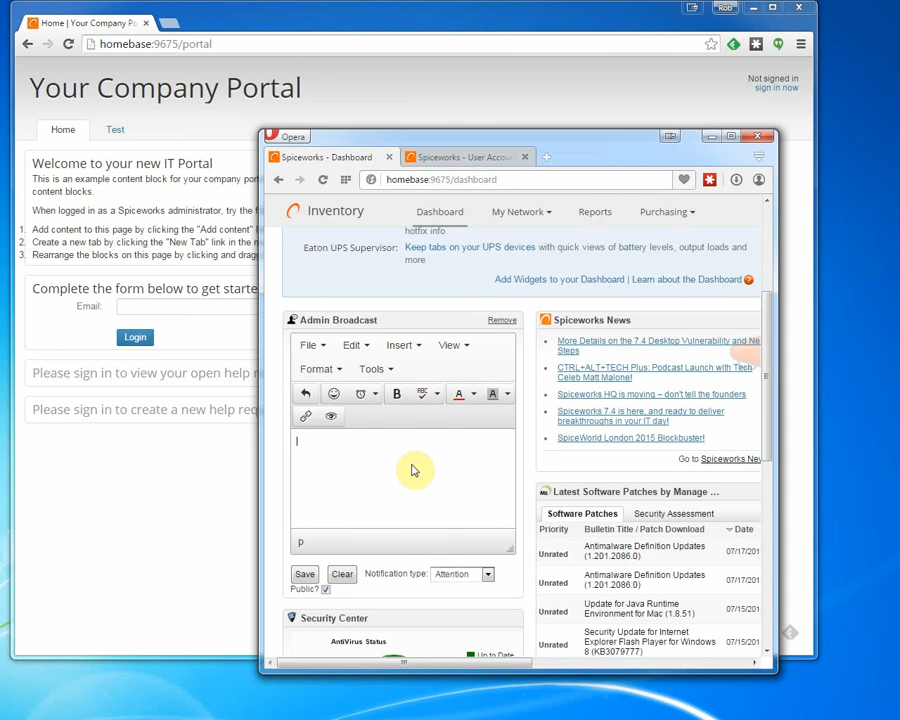 Rob
Home | Your Company Po
homebase:9675/portal
Your Company Portal
Not signed in
sign in now
Home
Test
Welcome to your new IT Portal
This is an example content block for your company por
content blocks.
When logged in as a Spiceworks administrator, try the f
1. Add content to this page by clicking the "Add content" l
2. Create a new tab by clicking the "New Tab" link in the n
3. Rearrange the blocks on this page by clicking and dragg
Complete the form below to get starte
Email:
Login
Please sign in to view your open help r
Please sign in to create a new help req
Opera
Spiceworks - Dashboard
Spiceworks - User Accou
homebase:9675/dashboard
Inventory
Dashboard
My Network
Reports
Purchasing
hotfix info
Eaton UPS Supervisor: Keep tabs on your UPS devices with quick views of battery levels, output loads and
more
Add Widgets to your Dashboard | Learn about the Dashboard
Admin Broadcast
Remove
File
Edit
Insert
View
Format
Tools
B
ABC
A
A
p
Save
Clear
Notification type:
Attention
Public?
Security Center
AntiVirus Status
Up to Date
Spiceworks News
More Details on the 7.4 Desktop Vulnerability and Ne
Steps
CTRL+ALT+TECH Plus: Podcast Launch with Tech
Celeb Matt Malone!
Spiceworks HQ is moving – don't tell the founders
Spiceworks 7.4 is here, and ready to deliver
breakthroughs in your IT day!
SpiceWorld London 2015 Blockbuster!
Go to Spiceworks New
Latest Software Patches by Manage ...
Software Patches
Security Assessment
Priority
Bulletin Title / Patch Download
Date
Unrated
Antimalware Definition Updates
(1.201.2086.0)
07/17/201
Unrated
Antimalware Definition Updates
(1.201.2086.0)
07/17/201
Unrated
Update for Java Runtime
Environment for Mac (1.8.51)
07/15/201
Unrated
Security Update for Internet
Explorer Flash Player for Windows
8 (KB3079777)
07/15/201